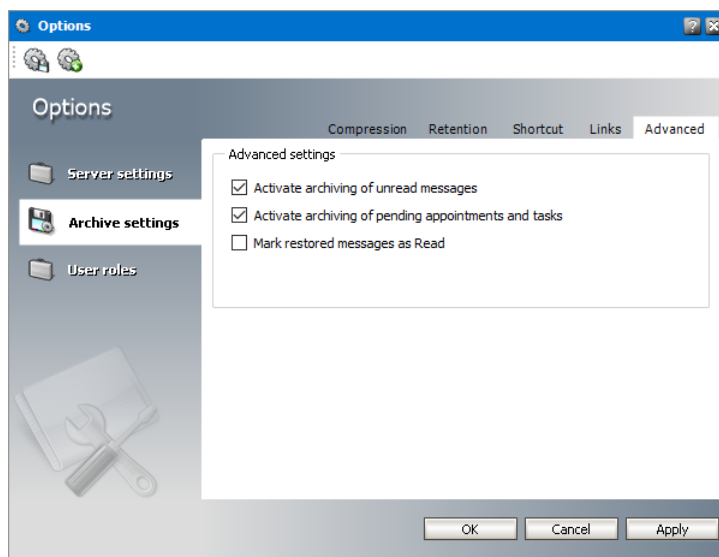 Options
Options
Compression Retention Shortcut Links Advanced
Server settings
Archive settings
User roles
Advanced settings
Activate archiving of unread messages
Activate archiving of pending appointments and tasks
Mark restored messages as Read
OK Cancel Apply